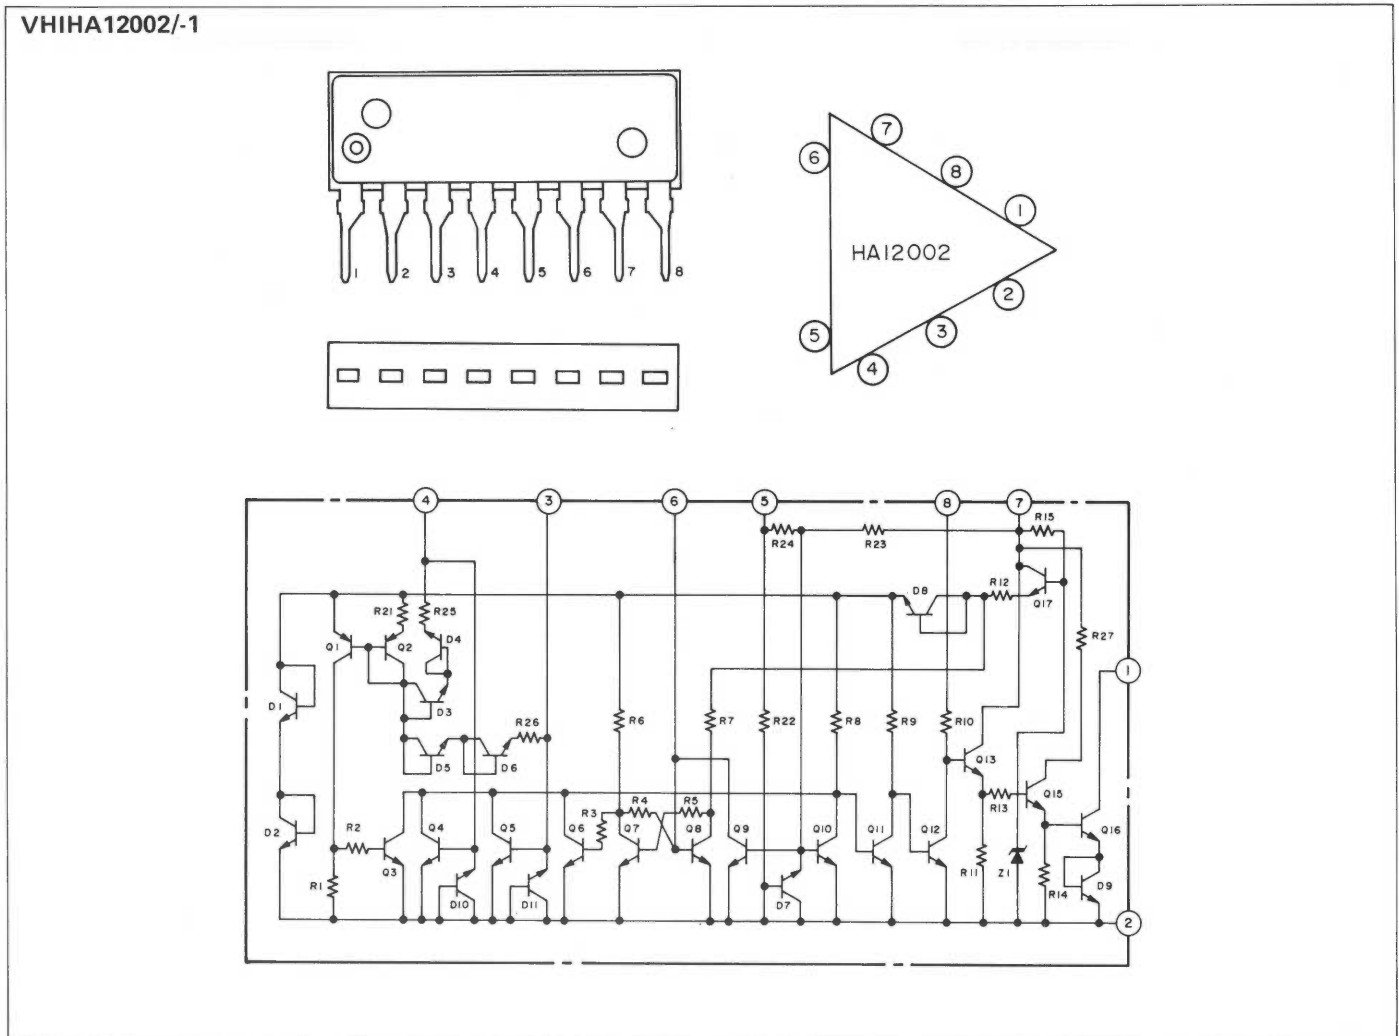 VHIHA12002/-1
1 2 3 4 5 6 7 8
7
6
8
1
HA12002
2
5
3
4
4 3 6 5 8 7
R15
R24 R23
D8 R12
Q17
R21 R25
R27
D4
Q1 Q2
1
D3
D1
R26 R6 R7 R22 R8 R9 R10
D5 D6
Q13
R13 Q15
R4 R5
R3
R2 Q4 Q5 Q6 Q7 Q8 Q9 Q10 Q11 Q12 Q16
D2
Q3
R11 Z1
R1 R14 D9
D10 D11 D7
2